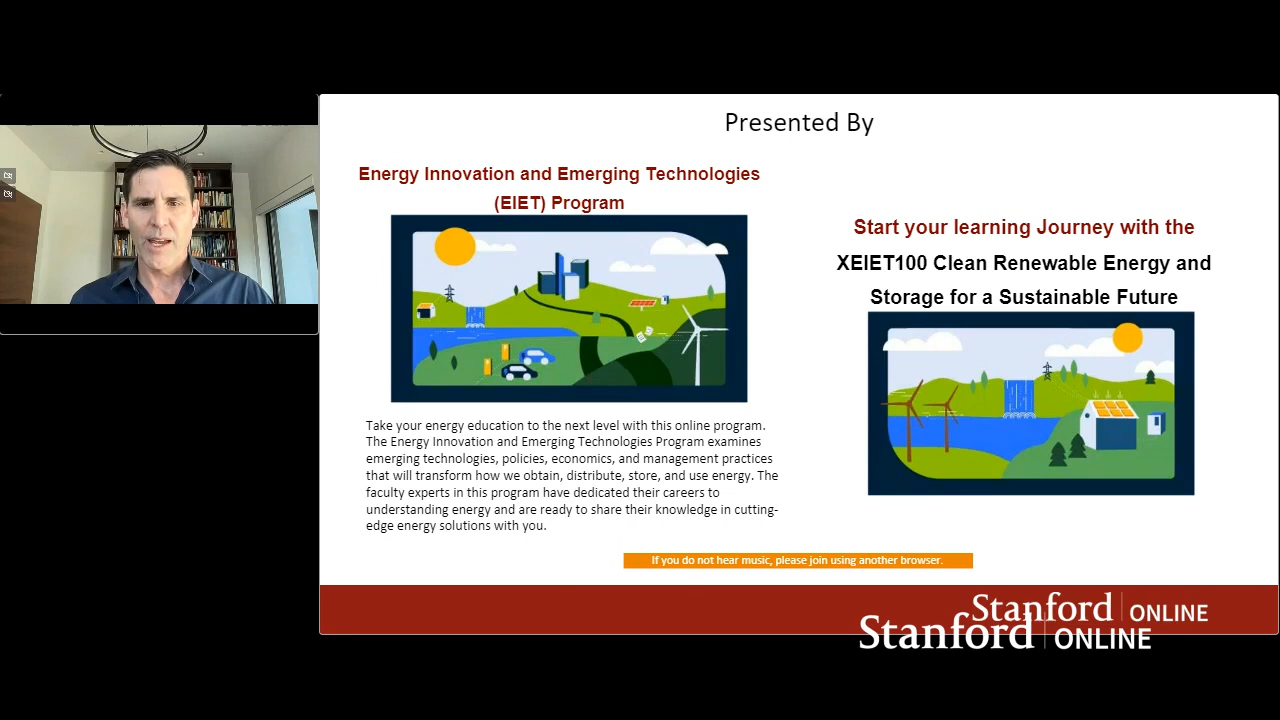 Presented By
Energy Innovation and Emerging Technologies
(EIET) Program
Take your energy education to the next level with this online program.
The Energy Innovation and Emerging Technologies Program examines
emerging technologies, policies, economics, and management practices
that will transform how we obtain, distribute, store, and use energy. The
faculty experts in this program have dedicated their careers to
understanding energy and are ready to share their knowledge in cutting-
edge energy solutions with you.
Start your learning Journey with the
XEIET100 Clean Renewable Energy and
Storage for a Sustainable Future
If you do not hear music, please join using another browser.
Stanford ONLINE
Stanford ONLINE